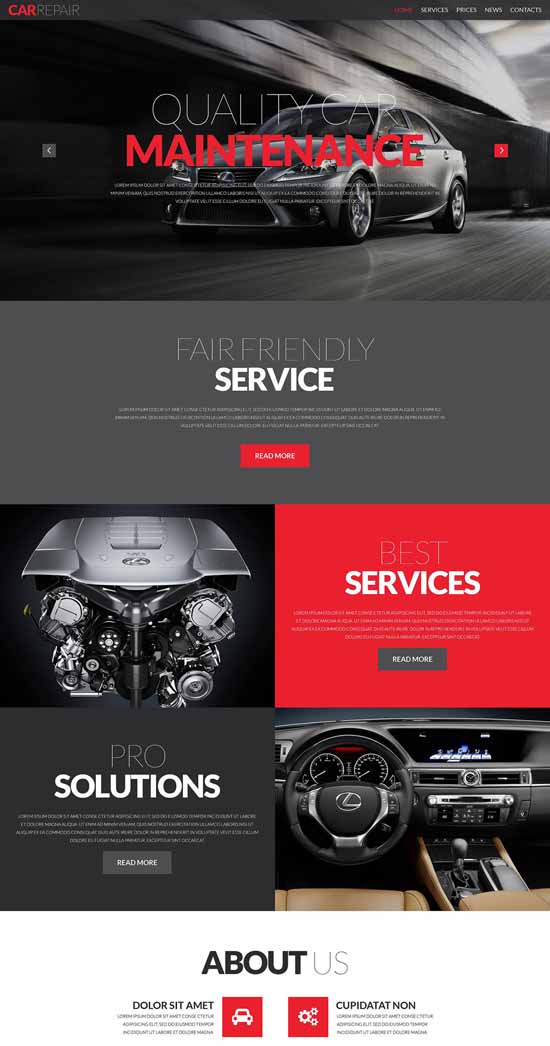 CARREPAIR
HOME SERVICES PRICES NEWS CONTACTS
QUALITY CAR
MAINTENANCE
LOREM IPSUM DOLOR SIT AMET CONSECTETUR ADIPISCING ELIT, SED DO EIUSMOD TEMPOR INCIDIDUNT UT LABORE ET DOLORE MAGNA ALIQUA. UT ENIM AD
MINIM VENIAM, QUIS NOSTRUD EXERCITATION ULLAMCO LABORIS NISI UT ALIQUIP EX EA COMMODO CONSEQUAT. DUIS AUTE IRURE DOLOR IN REPREHENDERIT IN
VOLUPTATE VELIT ESSE CILLUM DOLORE EU FUGIAT NULLA PARIATUR. EXCEPTEUR SINT OCCAECAT
FAIR FRIENDLY
SERVICE
LOREM IPSUM DOLOR SIT AMET, CONSECTETUR ADIPISCING ELIT, SED DO EIUSMOD TEMPOR INCIDIDUNT UT LABORE ET DOLORE MAGNA ALIQUA. UT ENIM AD
MINIM VENIAM, QUIS NOSTRUD EXERCITATION ULLAMCO LABORIS NISI UT ALIQUIP EX EA COMMODO CONSEQUAT. DUIS AUTE IRURE DOLOR IN REPREHENDERIT IN
VOLUPTATE VELIT ESSE CILLUM DOLORE EU FUGIAT NULLA PARIATUR. EXCEPTEUR SINT OCCAECAT
READ MORE
BEST
SERVICES
LOREM IPSUM DOLOR SIT AMET, CONSECTETUR ADIPISCING ELIT, SED DO EIUSMOD TEMPOR INCIDIDUNT UT LABORE
ET DOLORE MAGNA ALIQUA. UT ENIM AD MINIM VENIAM, QUIS NOSTRUD EXERCITATION ULLAMCO LABORIS NISI UT
ALIQUIP EX EA COMMODO CONSEQUAT. DUIS AUTE IRURE DOLOR IN REPREHENDERIT IN VOLUPTATE VELIT ESSE CILLUM
DOLORE EU FUGIAT NULLA PARIATUR. EXCEPTEUR SINT OCCAECAT.
READ MORE
PRO
SOLUTIONS
LOREM IPSUM DOLOR SIT AMET, CONSECTETUR ADIPISCING ELIT, SED DO EIUSMOD TEMPOR INCIDIDUNT UT LABORE
ET DOLORE MAGNA ALIQUA. UT ENIM AD MINIM VENIAM, QUIS NOSTRUD EXERCITATION ULLAMCO LABORIS NISI UT
ALIQUIP EX EA COMMODO CONSEQUAT. DUIS AUTE IRURE DOLOR IN REPREHENDERIT IN VOLUPTATE VELIT ESSE CILLUM
DOLORE EU FUGIAT NULLA PARIATUR. EXCEPTEUR SINT OCCAECAT.
READ MORE
ABOUT US
DOLOR SIT AMET
LOREM IPSUM DOLOR SIT AMET CONSE CTETUR
ADIPISICING ELIT, SED DO EIUSMOD TEMPOR
INCIDIDUNT UT LABORE ET DOLORE MAGNA
CUPIDATAT NON
LOREM IPSUM DOLOR SIT AMET CONSE CTETUR
ADIPISICING ELIT, SED DO EIUSMOD TEMPOR
INCIDIDUNT UT LABORE ET DOLORE MAGNA